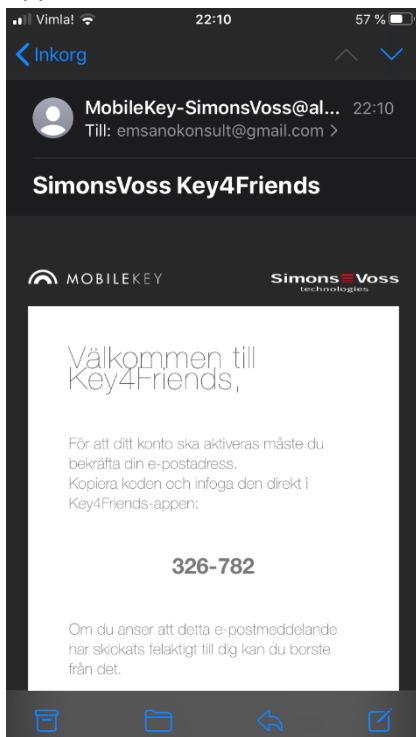 Vimla! 22:10 57 %
Inkorg
MobileKey-SimonsVoss@al... 22:10
Till: emsanokonsult@gmail.com >
SimonsVoss Key4Friends
MOBILEKEY Simons Voss
technologies
Välkommen till
Key4Friends,
För att ditt konto ska aktiveras måste du
bekräfta din e-postadress.
Kopiera koden och infoga den direkt i
Key4Friends-appen:
326-782
Om du anser att detta e-postmeddelande
har skickats felaktigt till dig kan du borste
från det.